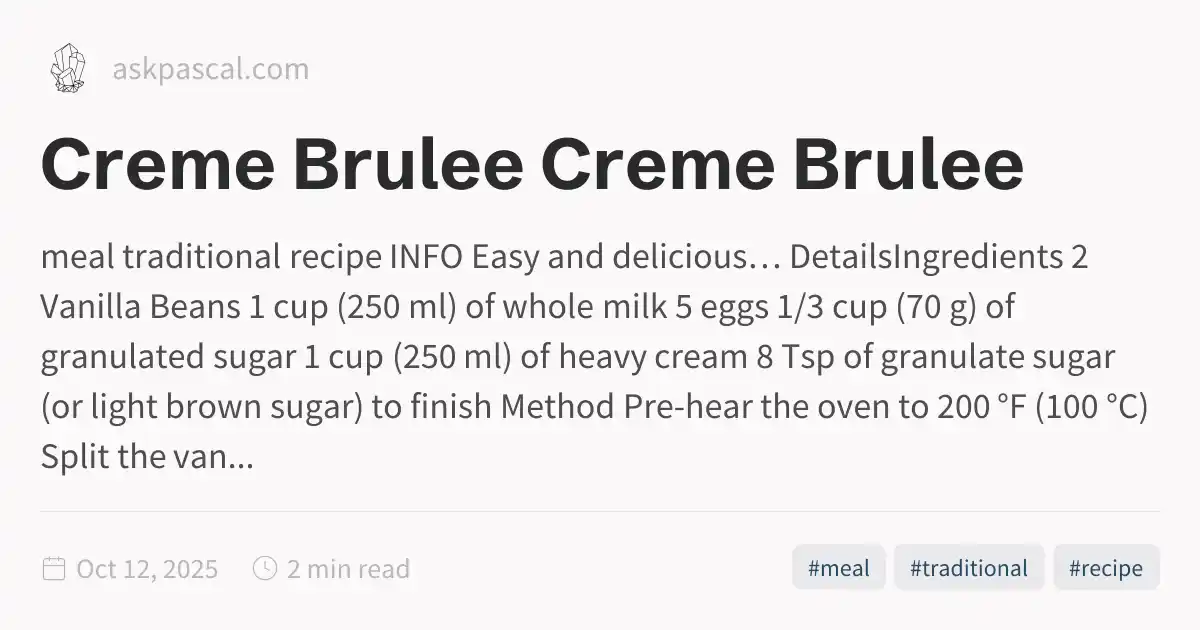 askpascal.com
Creme Brulee Creme Brulee
meal traditional recipe INFO Easy and delicious… DetailsIngredients 2
Vanilla Beans 1 cup (250 ml) of whole milk 5 eggs 1/3 cup (70 g) of
granulated sugar 1 cup (250 ml) of heavy cream 8 Tsp of granulate sugar
(or light brown sugar) to finish Method Pre-hear the oven to 200 °F (100 °C)
Split the van...
Oct 12, 2025 2 min read #meal #traditional #recipe